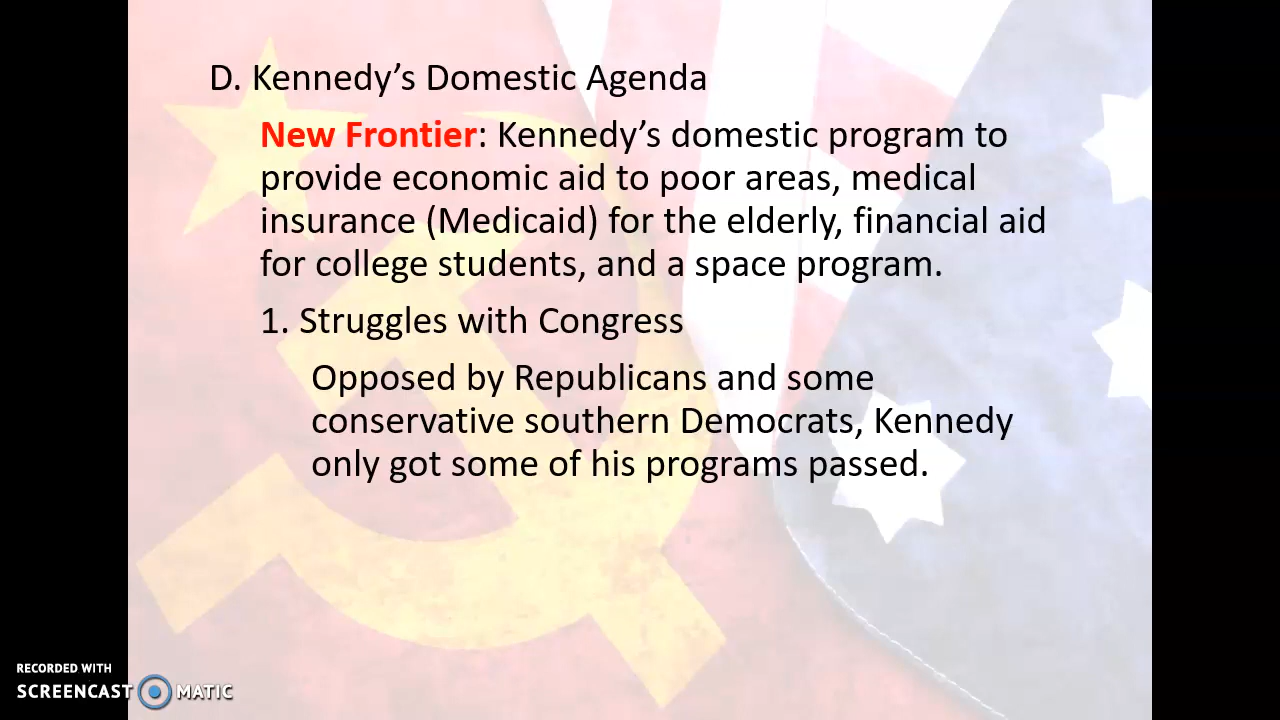 D. Kennedy’s Domestic Agenda
New Frontier: Kennedy’s domestic program to
provide economic aid to poor areas, medical
insurance (Medicaid) for the elderly, financial aid
for college students, and a space program.
1. Struggles with Congress
Opposed by Republicans and some
conservative southern Democrats, Kennedy
only got some of his programs passed.
RECORDED WITH
SCREENCAST MATIC